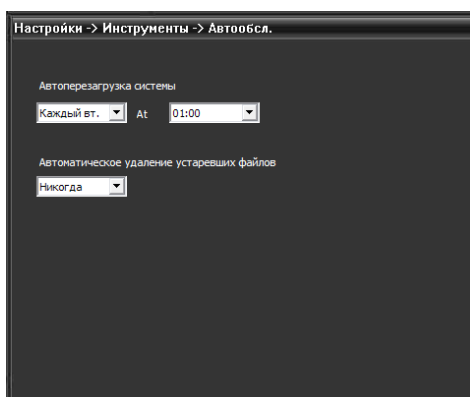 Настройки -> Инструменты -> Автообсл.
Автоперезагрузка системы
Каждый вт. At 01:00
Автоматическое удаление устаревших файлов
Никогда